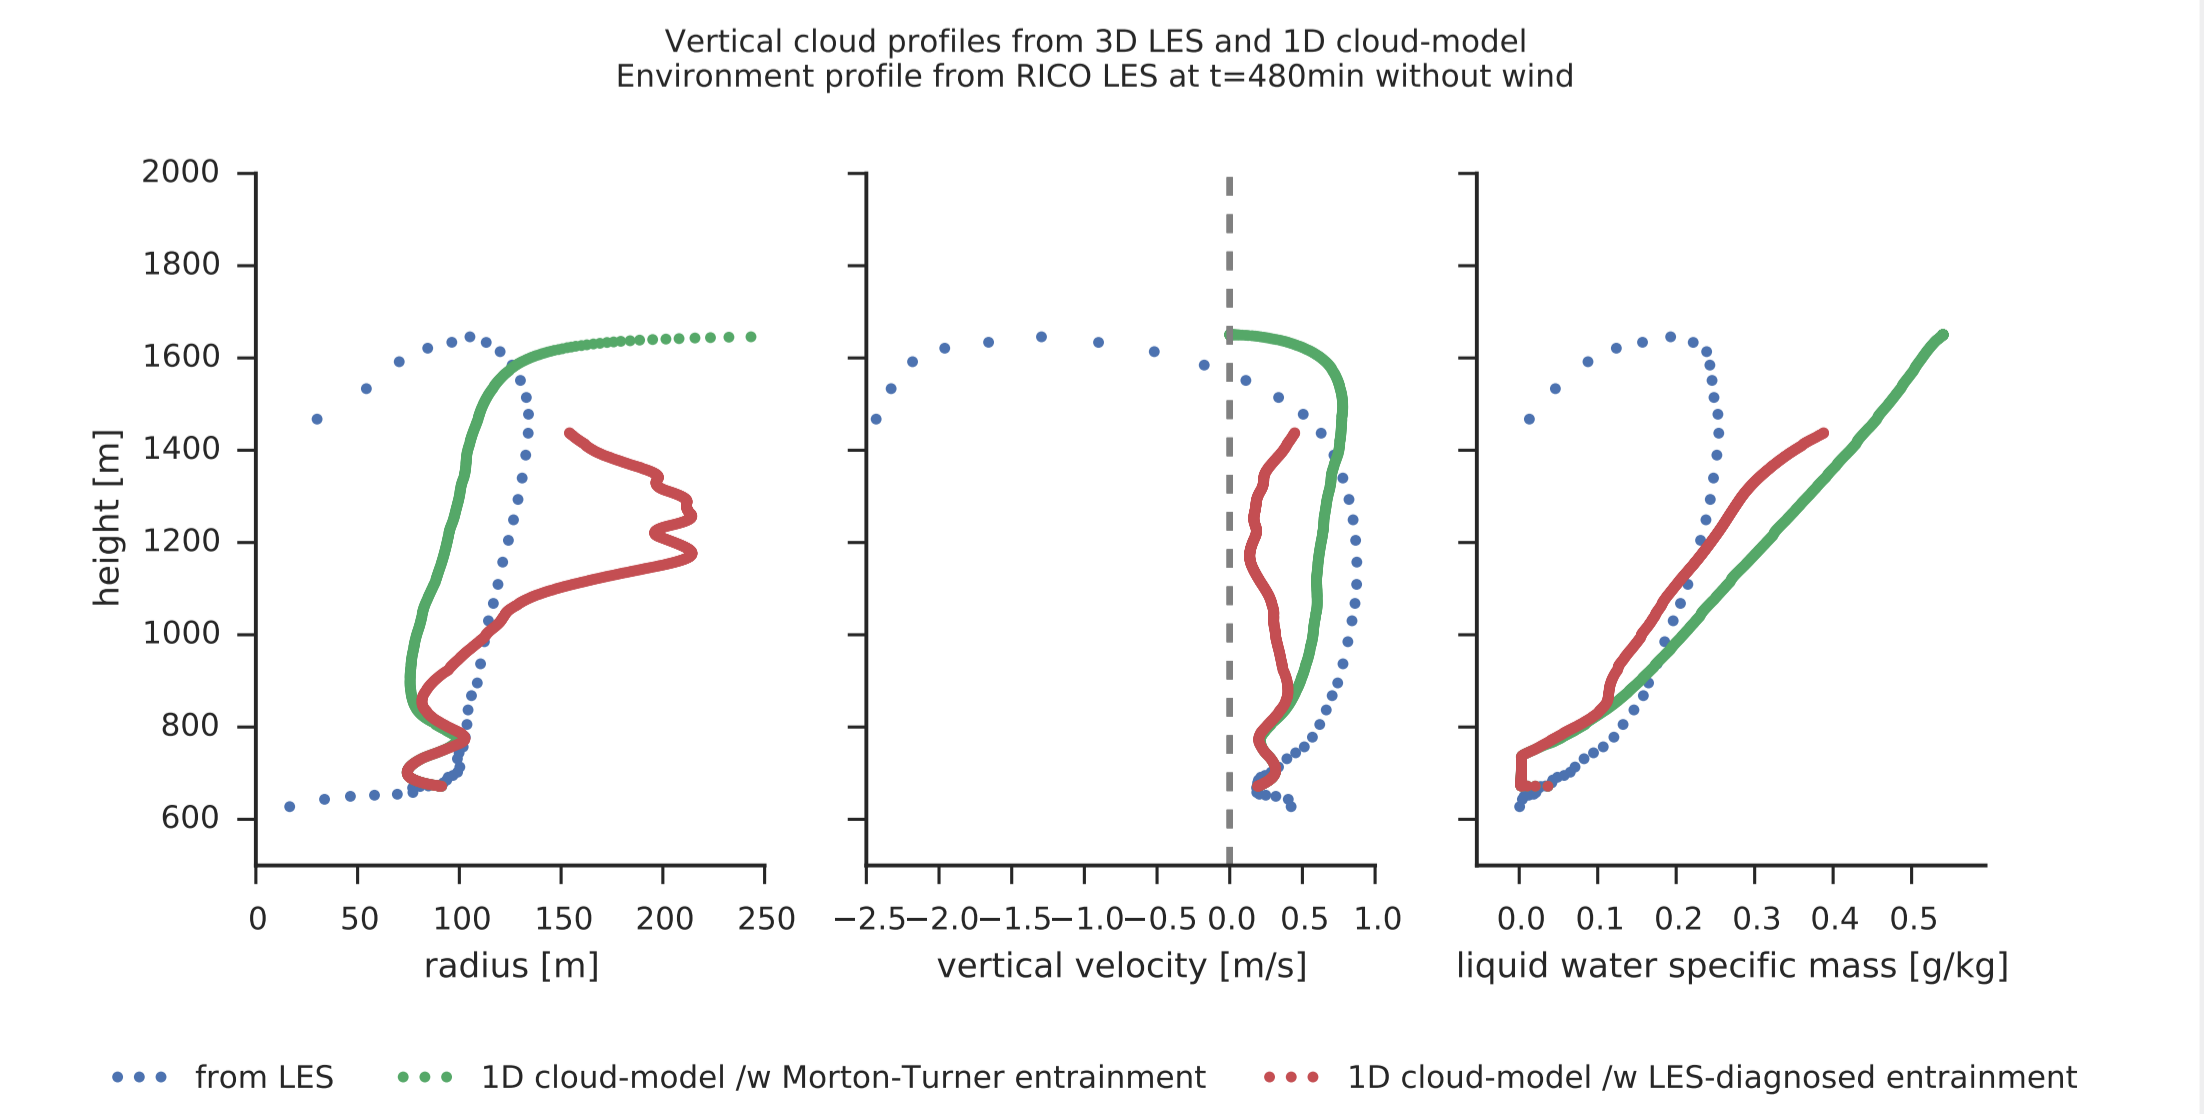 Vertical cloud profiles from 3D LES and 1D cloud-model
Environment profile from RICO LES at t=480min without wind
2000
1800
1600
1400
1200
1000
800
600
height [m]
0 50 100 150 200 250
radius [m]
−2.5 −2.0 −1.5 −1.0 −0.5 0.0 0.5 1.0
vertical velocity [m/s]
0.0 0.1 0.2 0.3 0.4 0.5
liquid water specific mass [g/kg]
from LES
1D cloud-model /w Morton-Turner entrainment
1D cloud-model /w LES-diagnosed entrainment